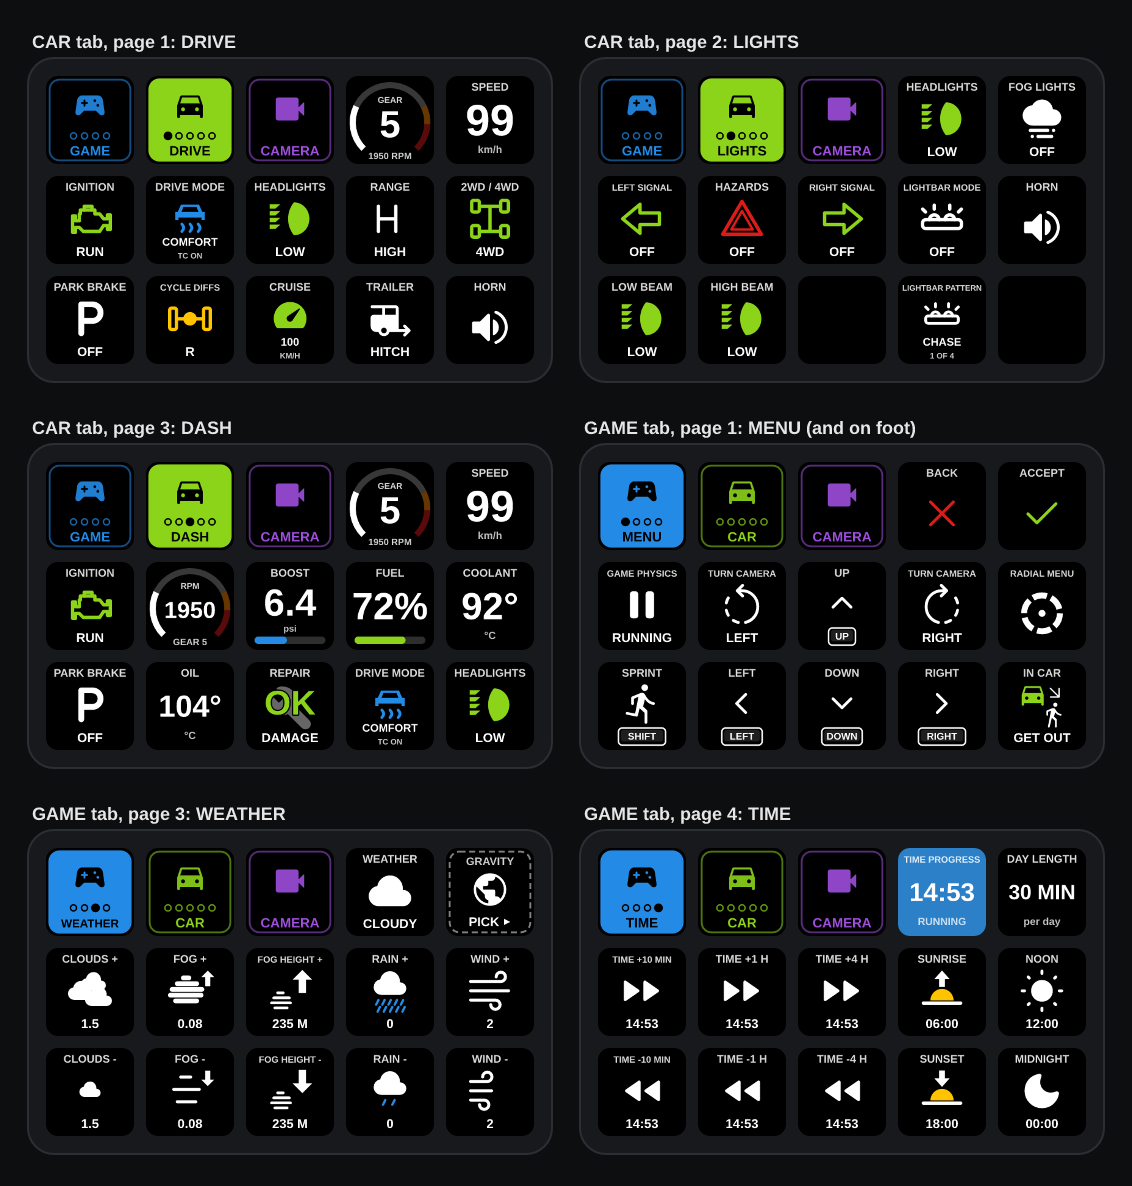 CAR tab, page 1: DRIVE
GAME
DRIVE
CAMERA
GEAR
5
1950 RPM
SPEED
99
km/h
IGNITION
RUN
DRIVE MODE
COMFORT
TC ON
HEADLIGHTS
LOW
RANGE
H
HIGH
2WD / 4WD
4WD
PARK BRAKE
P
OFF
CYCLE DIFFS
R
CRUISE
100
KM/H
TRAILER
HITCH
HORN
CAR tab, page 2: LIGHTS
GAME
LIGHTS
CAMERA
HEADLIGHTS
LOW
FOG LIGHTS
OFF
LEFT SIGNAL
OFF
HAZARDS
OFF
RIGHT SIGNAL
OFF
LIGHTBAR MODE
OFF
HORN
LOW BEAM
LOW
HIGH BEAM
LOW
LIGHTBAR PATTERN
CHASE
1 OF 4
CAR tab, page 3: DASH
GAME
DASH
CAMERA
GEAR
5
1950 RPM
SPEED
99
km/h
IGNITION
RUN
RPM
1950
GEAR 5
BOOST
6.4
psi
FUEL
72%
COOLANT
92°
°C
PARK BRAKE
P
OFF
OIL
104°
°C
REPAIR
OK
DAMAGE
DRIVE MODE
COMFORT
TC ON
HEADLIGHTS
LOW
GAME tab, page 1: MENU (and on foot)
MENU
CAR
CAMERA
BACK
ACCEPT
GAME PHYSICS
RUNNING
TURN CAMERA
LEFT
UP
UP
TURN CAMERA
RIGHT
RADIAL MENU
SPRINT
SHIFT
LEFT
LEFT
DOWN
DOWN
RIGHT
RIGHT
IN CAR
GET OUT
GAME tab, page 3: WEATHER
WEATHER
CAR
CAMERA
WEATHER
CLOUDY
GRAVITY
PICK ▸
CLOUDS +
1.5
FOG +
0.08
FOG HEIGHT +
235 M
RAIN +
0
WIND +
2
CLOUDS -
1.5
FOG -
0.08
FOG HEIGHT -
235 M
RAIN -
0
WIND -
2
GAME tab, page 4: TIME
TIME
CAR
CAMERA
TIME PROGRESS
14:53
RUNNING
DAY LENGTH
30 MIN
per day
TIME +10 MIN
14:53
TIME +1 H
14:53
TIME +4 H
14:53
SUNRISE
06:00
NOON
12:00
TIME -10 MIN
14:53
TIME -1 H
14:53
TIME -4 H
14:53
SUNSET
18:00
MIDNIGHT
00:00